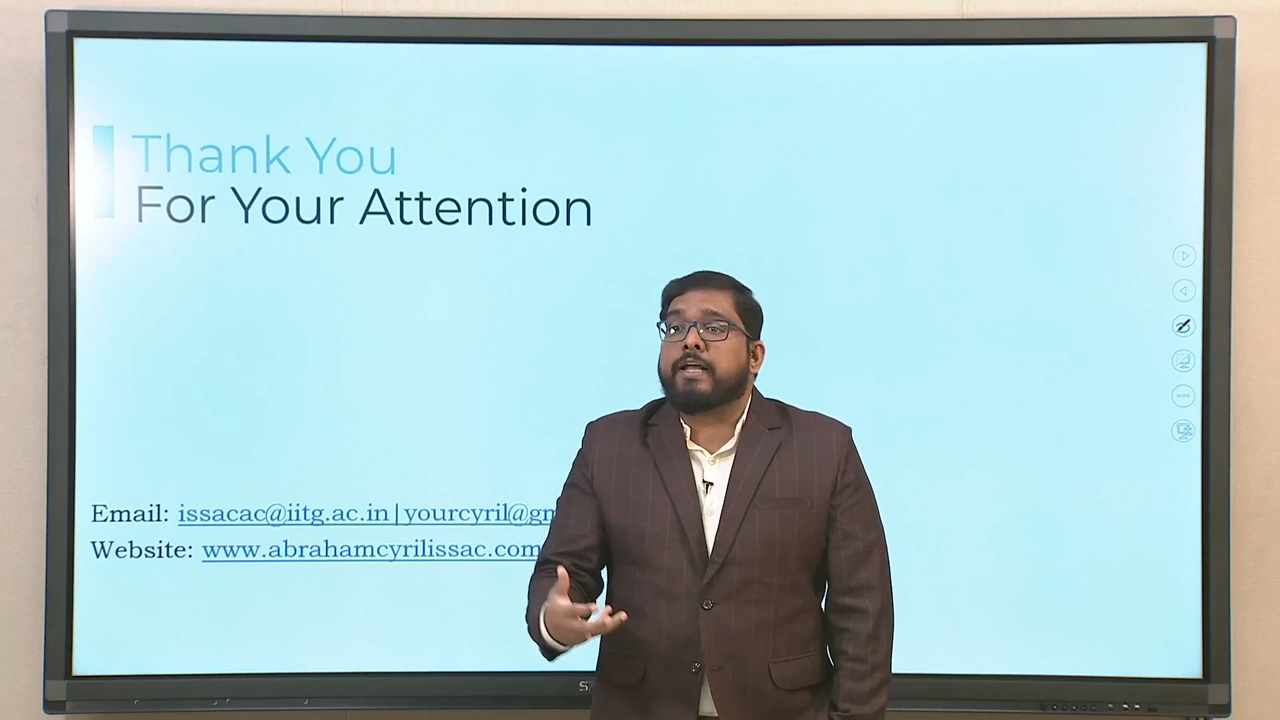 Thank You
For Your Attention
Email: issacac@iitg.ac.in|yourcyril@gm
Website: www.abrahamcyrilissac.com